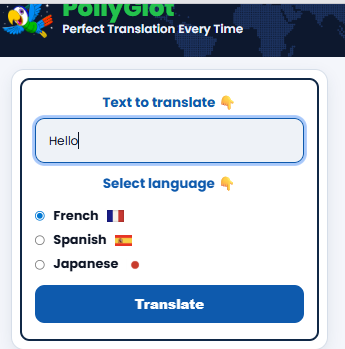 PollyGlot
Perfect Translation Every Time
Text to translate 👇
Hello
Select language 👇
French
Spanish
Japanese
Translate